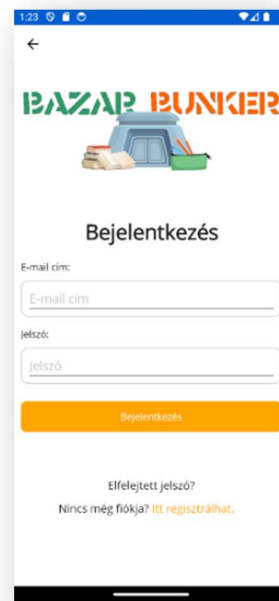 1:23
BAZAR BUNKER
Bejelentkezés
E-mail cím:
E-mail cím
Jelszó:
Jelszó
Bejelentkezés
Elfelejtett jelszó?
Nincs még fiókja? Itt regisztrálhat.